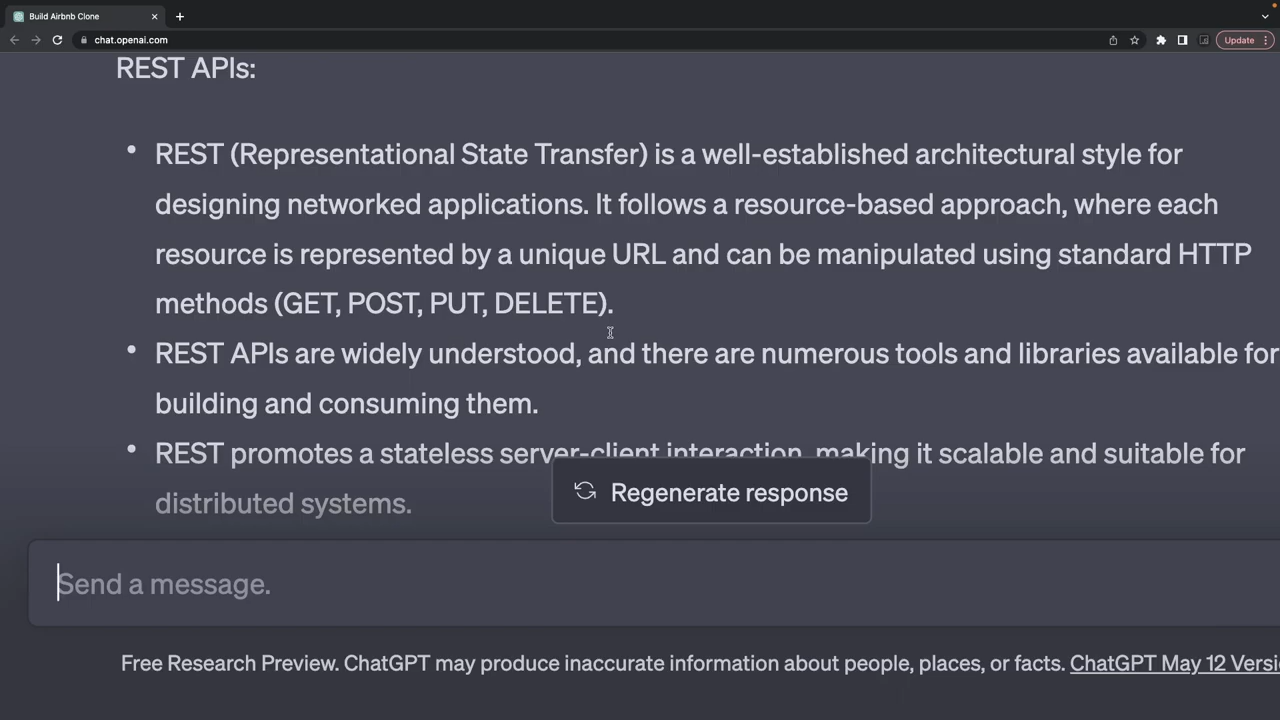 Build Airbnb Clone
chat.openai.com
Update
REST APIs:
• REST (Representational State Transfer) is a well-established architectural style for
designing networked applications. It follows a resource-based approach, where each
resource is represented by a unique URL and can be manipulated using standard HTTP
methods (GET, POST, PUT, DELETE).
• REST APIs are widely understood, and there are numerous tools and libraries available for
building and consuming them.
• REST promotes a stateless server-client interaction, making it scalable and suitable for
distributed systems.
Regenerate response
Send a message.
Free Research Preview. ChatGPT may produce inaccurate information about people, places, or facts. ChatGPT May 12 Versi